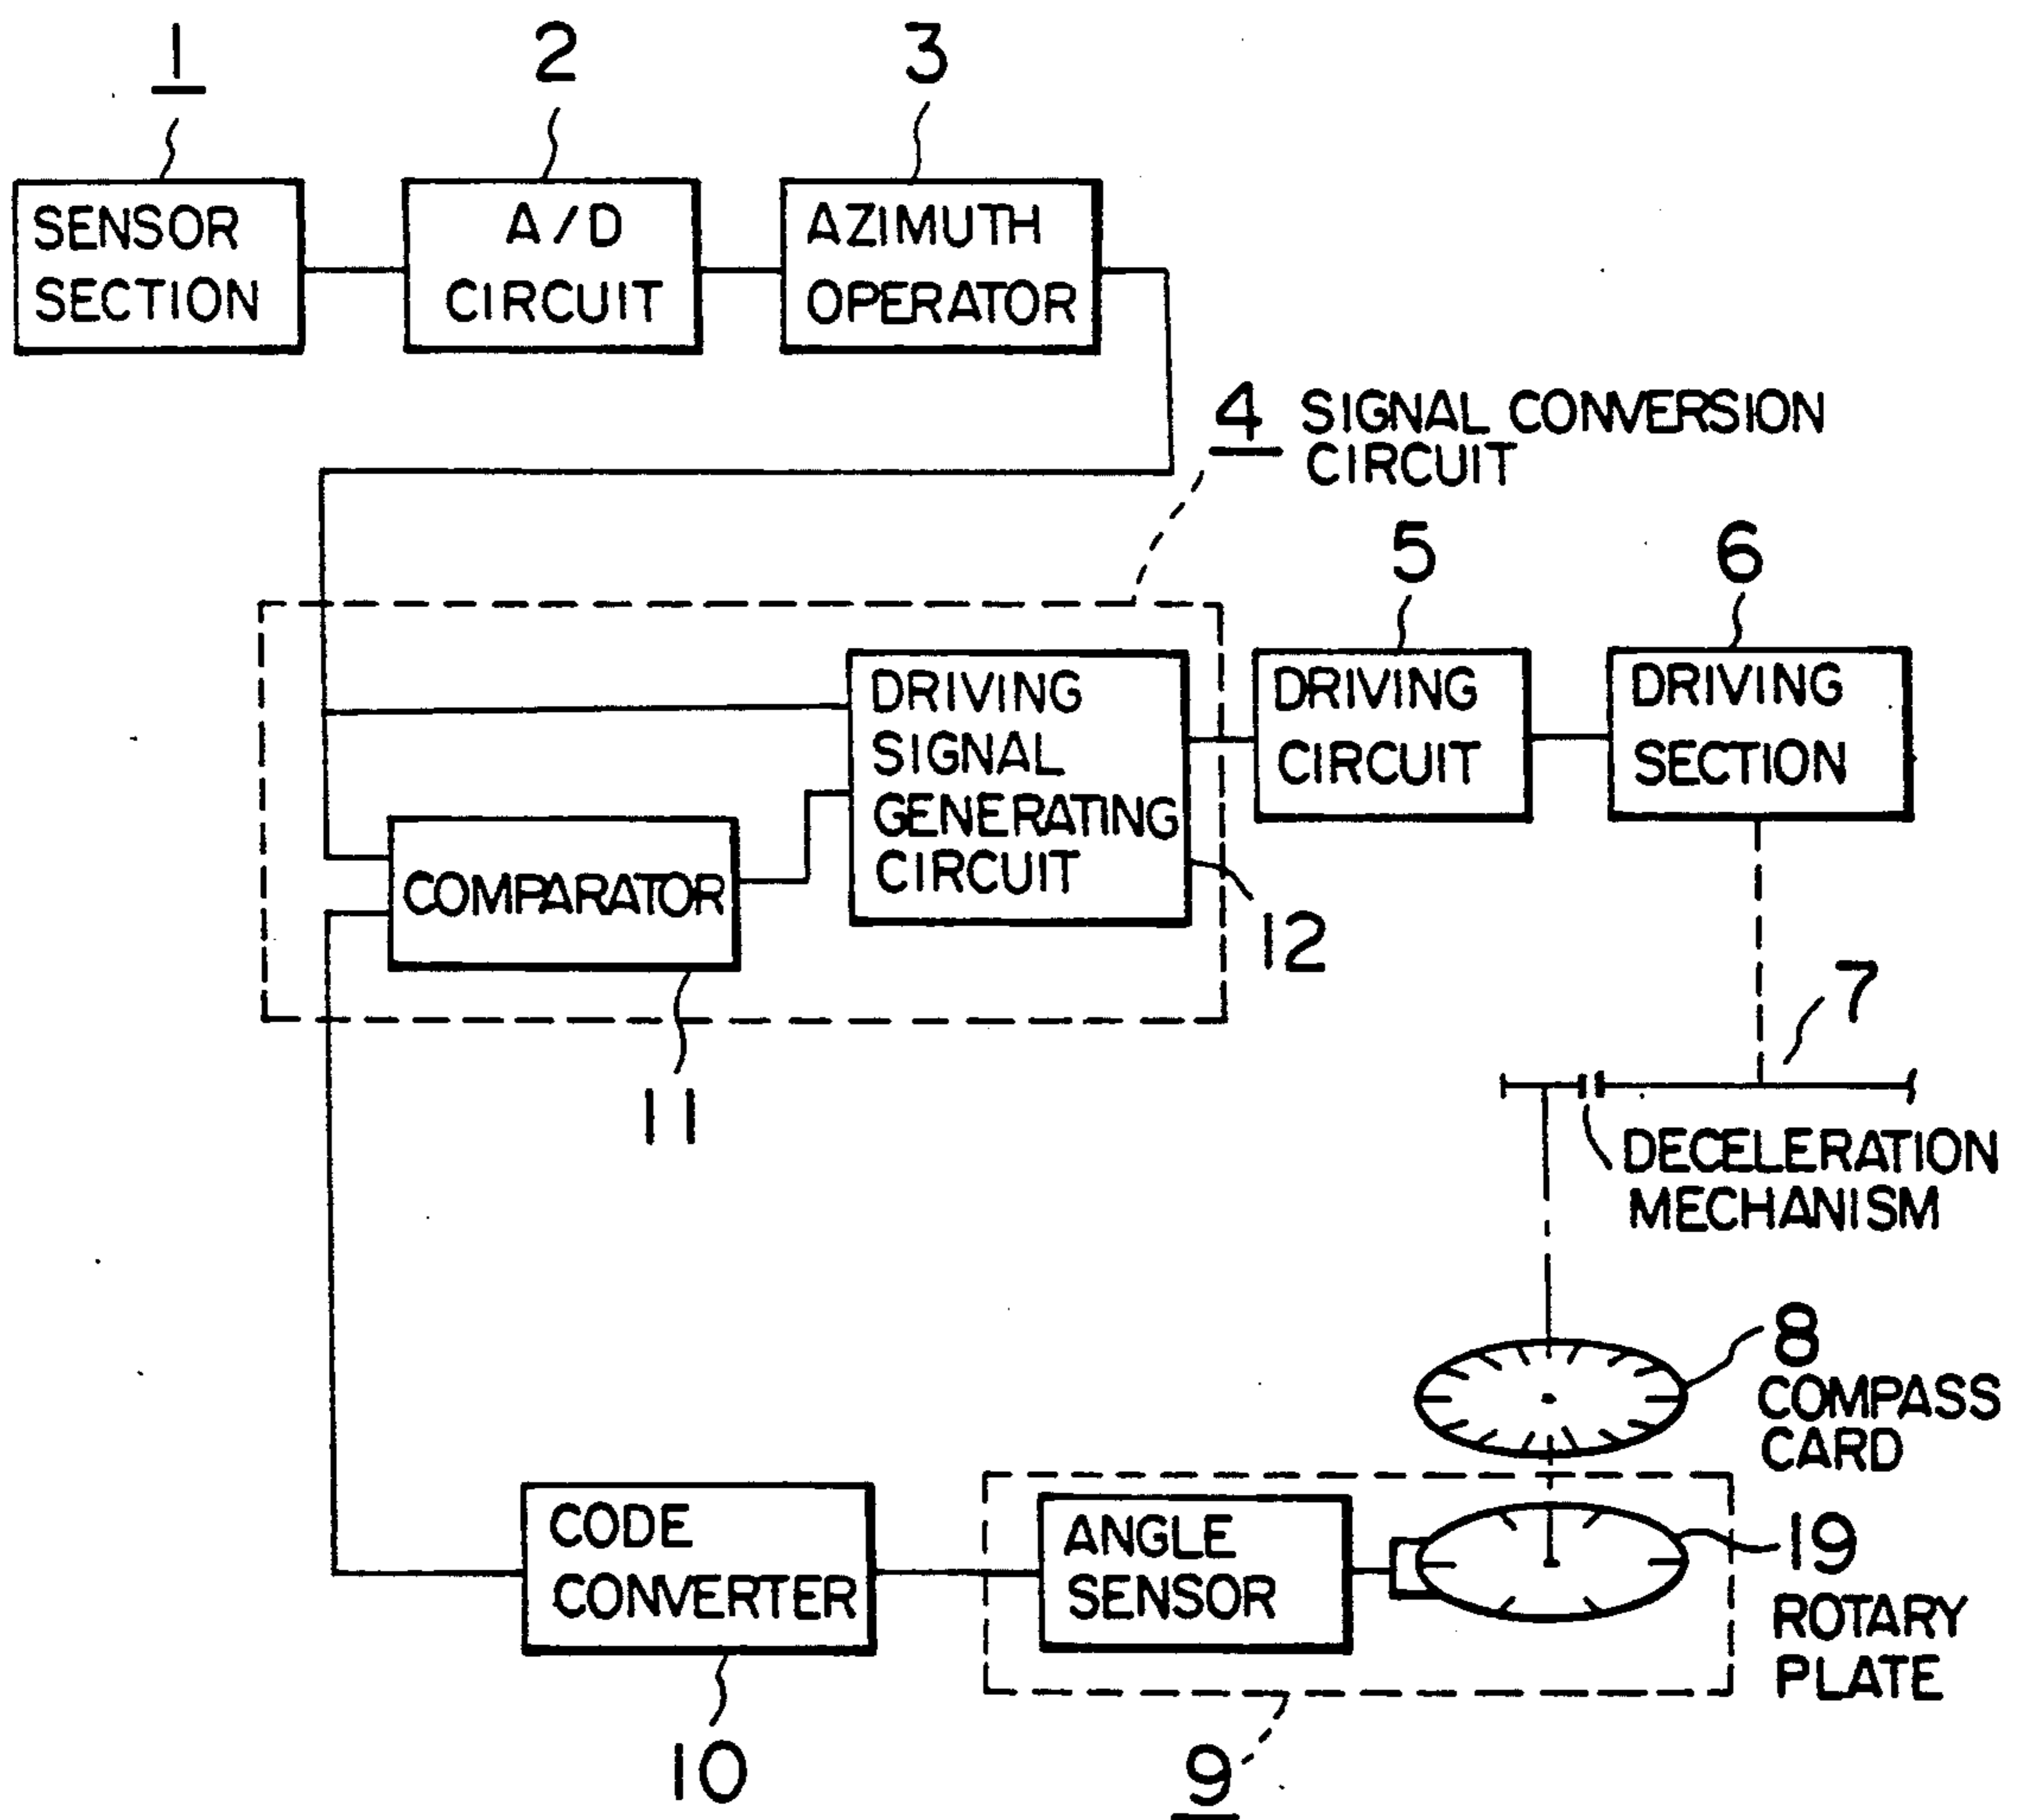 1
2
3
SENSOR
SECTION
A/D
CIRCUIT
AZIMUTH
OPERATOR
4
SIGNAL CONVERSION
CIRCUIT
5
6
DRIVING
SIGNAL
GENERATING
CIRCUIT
DRIVING
CIRCUIT
DRIVING
SECTION
COMPARATOR
12
11
7
DECELERATION
MECHANISM
8
COMPASS
CARD
CODE
CONVERTER
ANGLE
SENSOR
19
ROTARY
PLATE
10
9